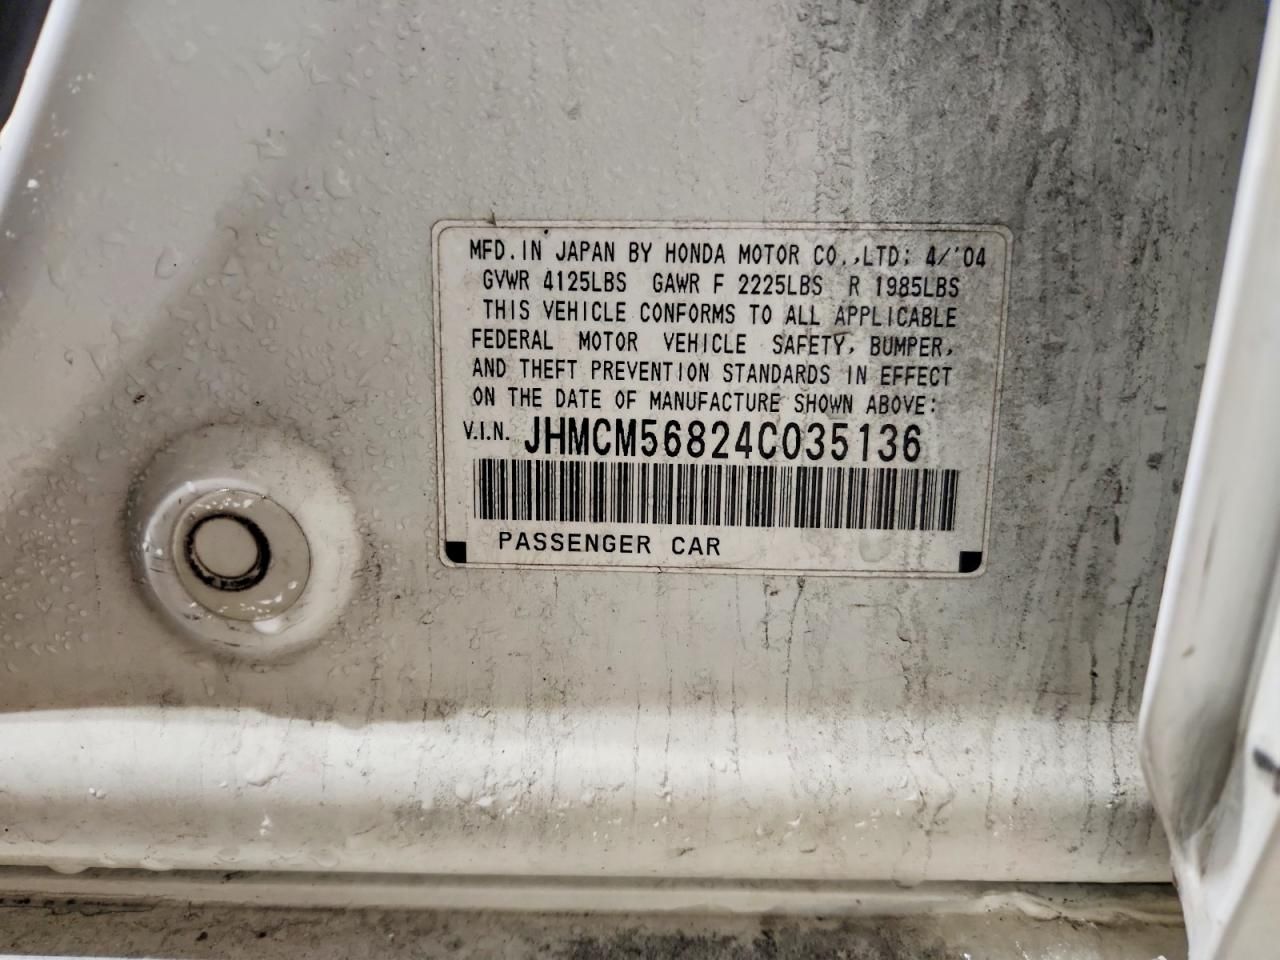 MFD. IN JAPAN BY HONDA MOTOR CO.,LTD; 4/'04
GVWR 4125LBS GAWR F 2225LBS R 1985LBS
THIS VEHICLE CONFORMS TO ALL APPLICABLE
FEDERAL MOTOR VEHICLE SAFETY, BUMPER,
AND THEFT PREVENTION STANDARDS IN EFFECT
ON THE DATE OF MANUFACTURE SHOWN ABOVE:
V.I.N. JHMCM56824C035136
PASSENGER CAR